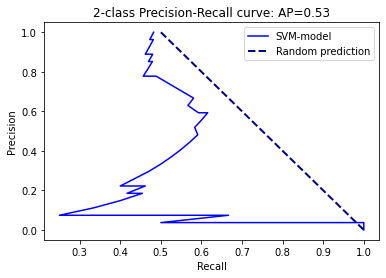 2-class Precision-Recall curve: AP=0.53
SVM-model
Random prediction
Precision
1.0
0.8
0.6
0.4
0.2
0.0
0.3 0.4 0.5 0.6 0.7 0.8 0.9 1.0
Recall